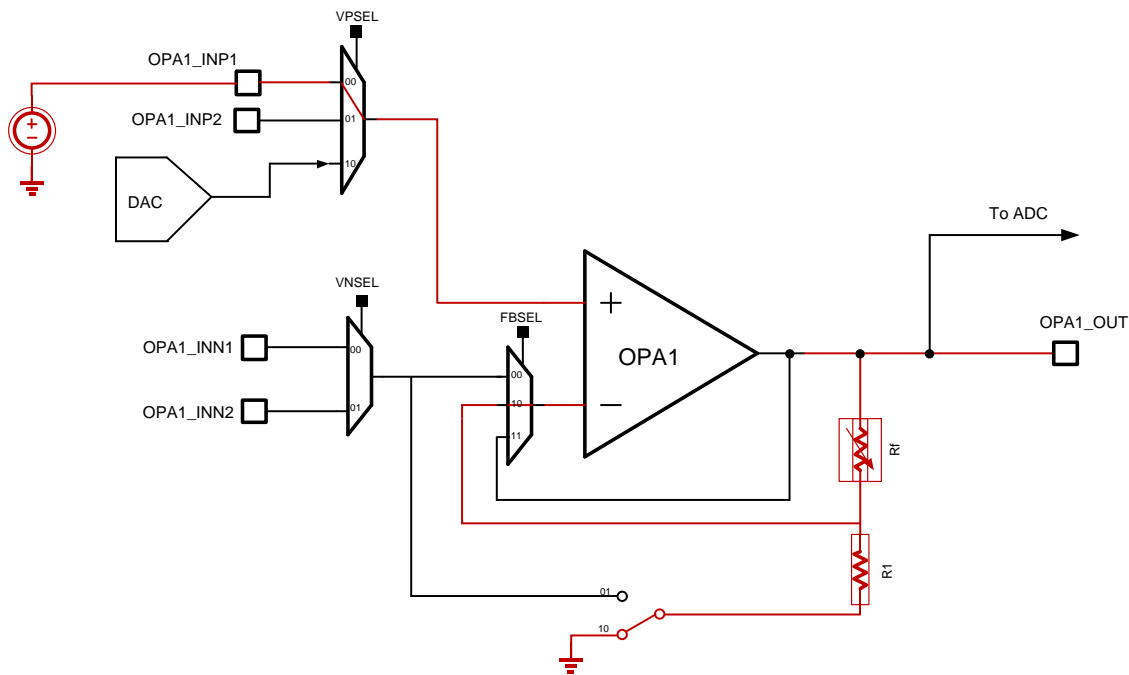 VPSEL
OPA1_INP1
00
OPA1_INP2
01
10
+
−
DAC
To ADC
VNSEL
FBSEL
OPA1_OUT
OPA1_INN1
00
OPA1_INN2
01
00
10
11
+
OPA1
−
Rf
R1
01
10